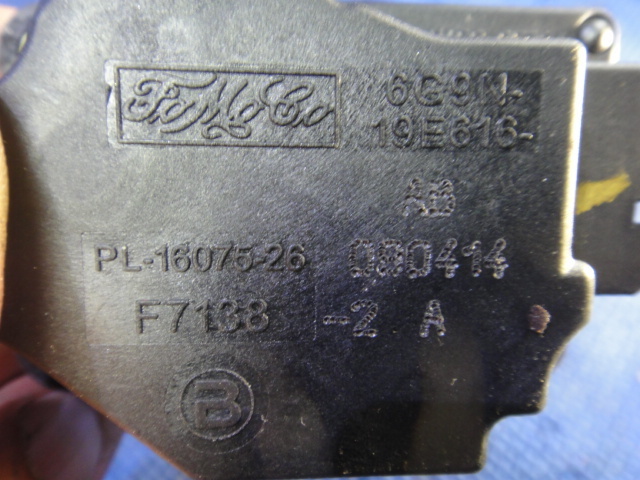 FoMoCo
6G9N-
19E616-
AB
PL-16075-26
080414
F7138
-2 A
B